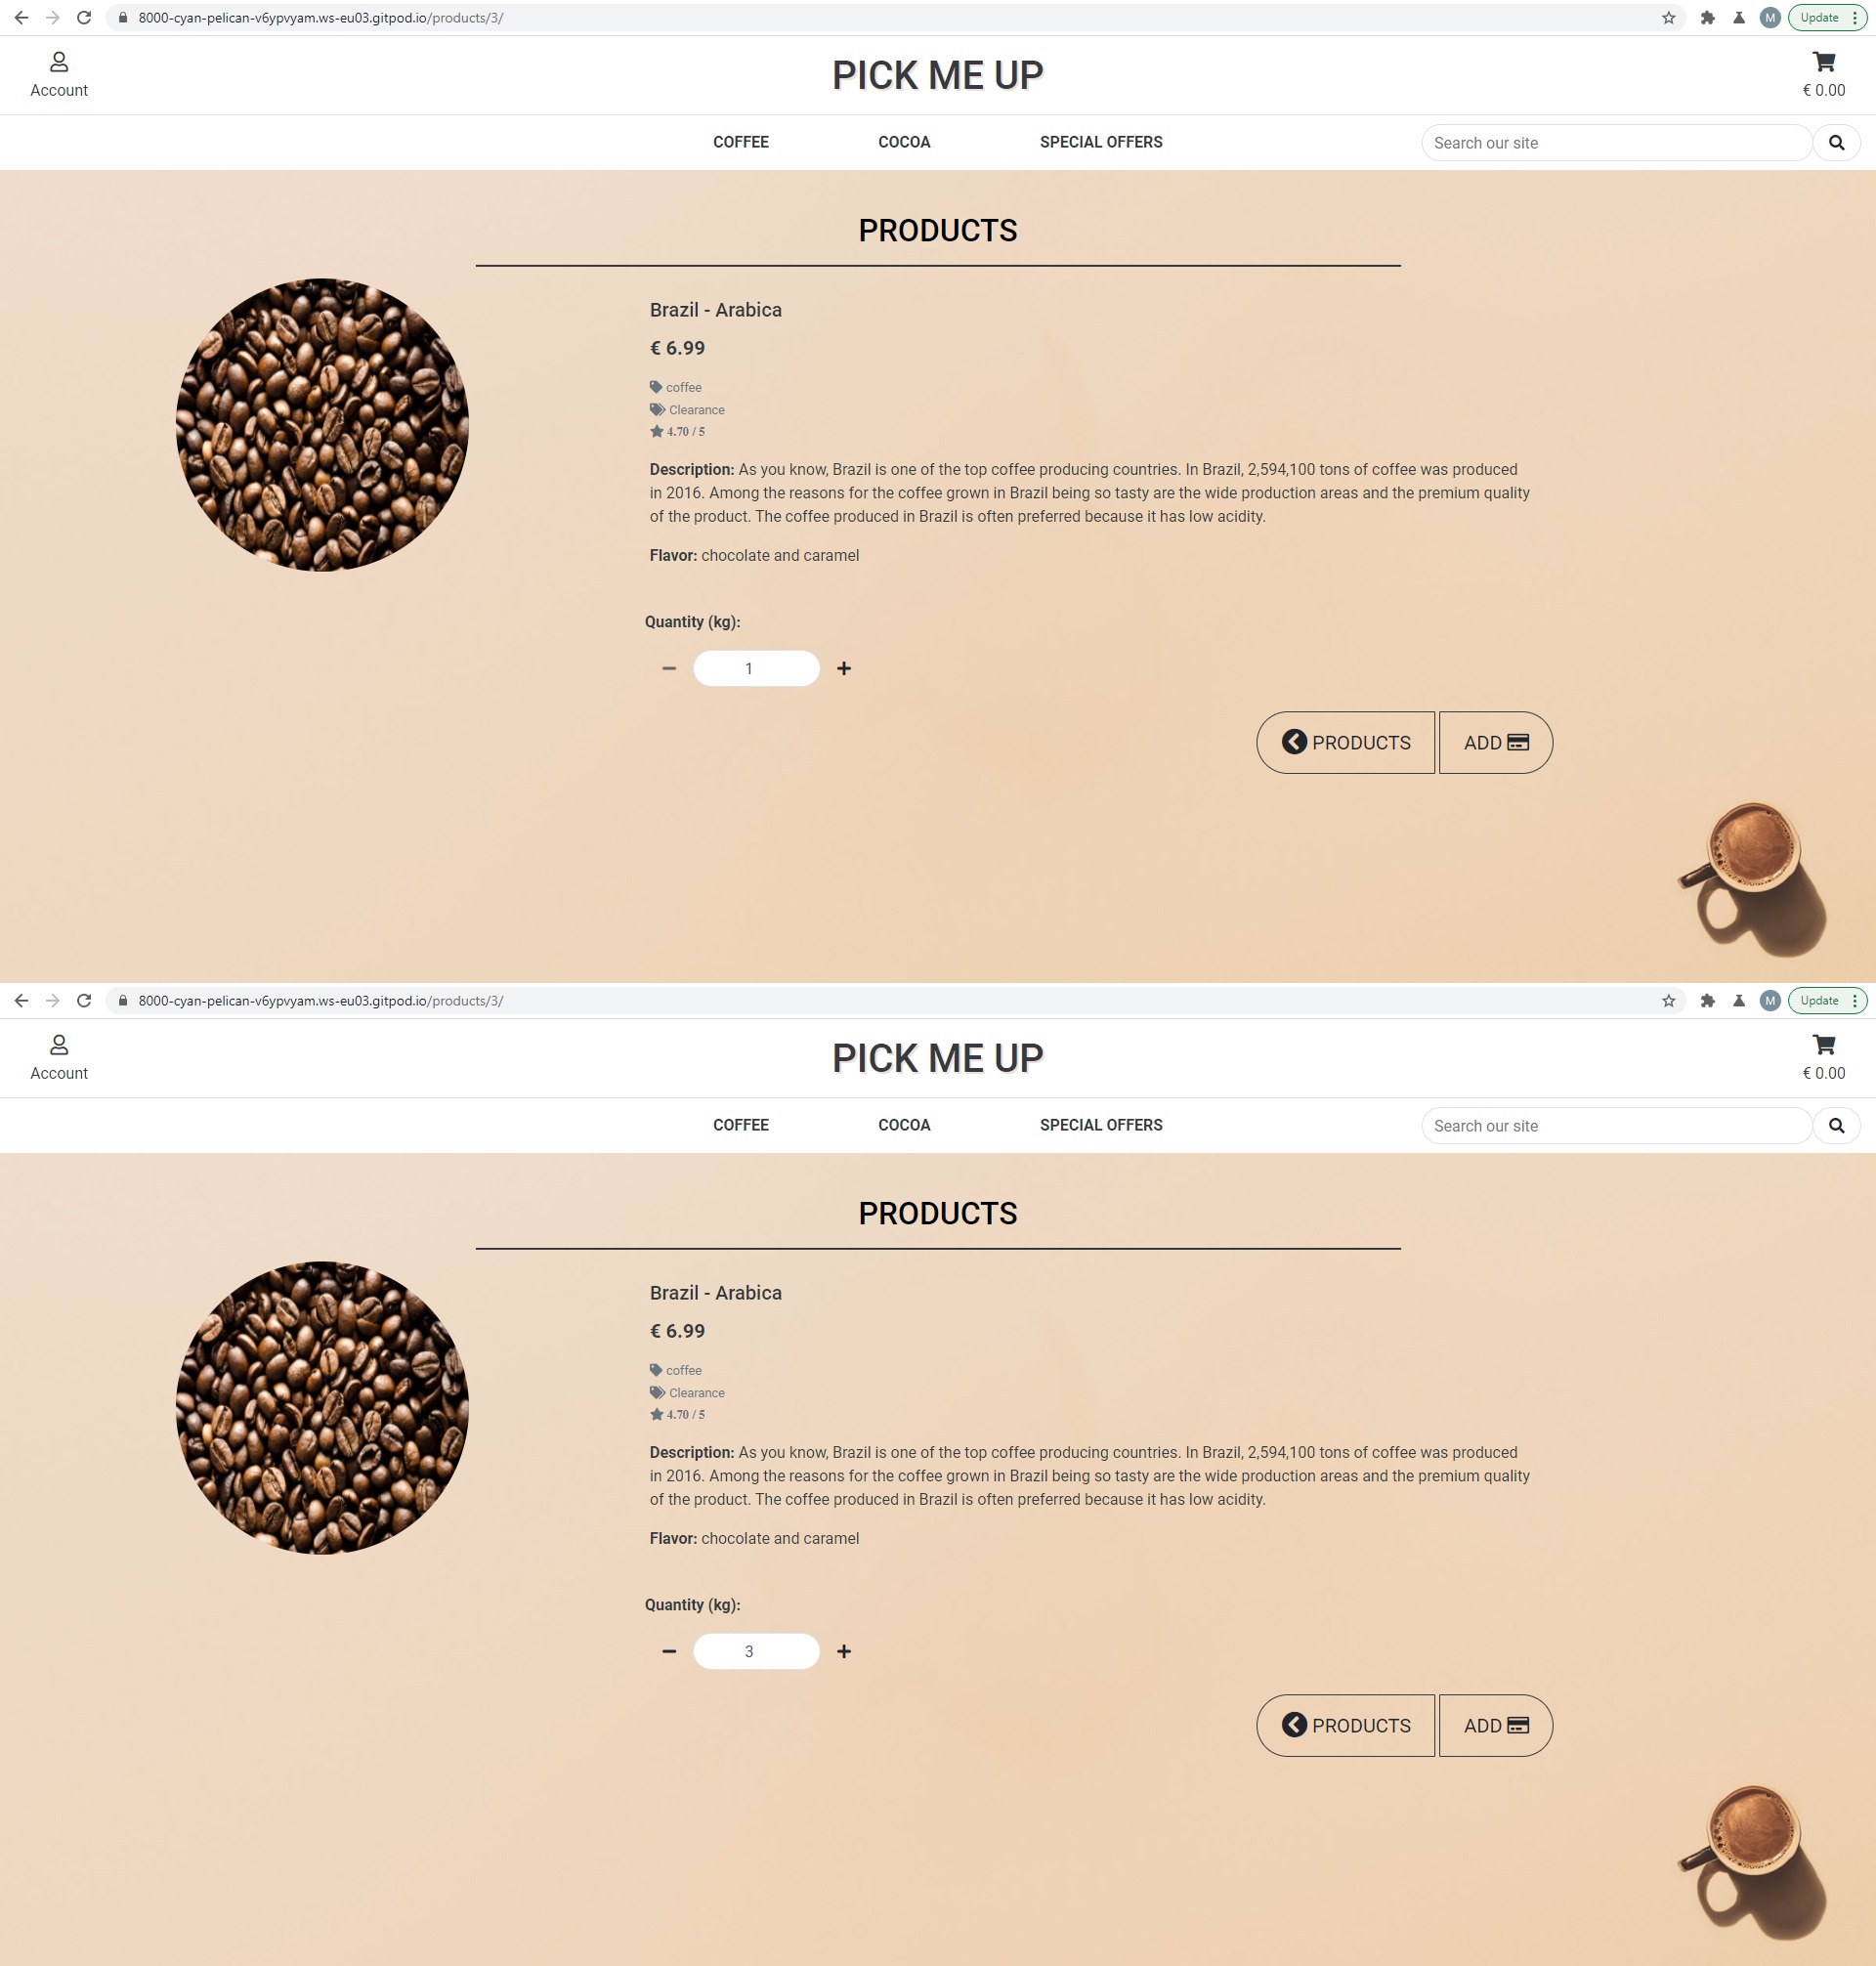 8000-cyan-pelican-v6ypvyam.ws-eu03.gitpod.io/products/3/
M
Update
Account
PICK ME UP
€ 0.00
COFFEE
COCOA
SPECIAL OFFERS
Search our site
PRODUCTS
Brazil - Arabica
€ 6.99
coffee
Clearance
4.70 / 5
Description: As you know, Brazil is one of the top coffee producing countries. In Brazil, 2,594,100 tons of coffee was produced
in 2016. Among the reasons for the coffee grown in Brazil being so tasty are the wide production areas and the premium quality
of the product. The coffee produced in Brazil is often preferred because it has low acidity.
Flavor: chocolate and caramel
Quantity (kg):
1
PRODUCTS
ADD
8000-cyan-pelican-v6ypvyam.ws-eu03.gitpod.io/products/3/
M
Update
Account
PICK ME UP
€ 0.00
COFFEE
COCOA
SPECIAL OFFERS
Search our site
PRODUCTS
Brazil - Arabica
€ 6.99
coffee
Clearance
4.70 / 5
Description: As you know, Brazil is one of the top coffee producing countries. In Brazil, 2,594,100 tons of coffee was produced
in 2016. Among the reasons for the coffee grown in Brazil being so tasty are the wide production areas and the premium quality
of the product. The coffee produced in Brazil is often preferred because it has low acidity.
Flavor: chocolate and caramel
Quantity (kg):
3
PRODUCTS
ADD